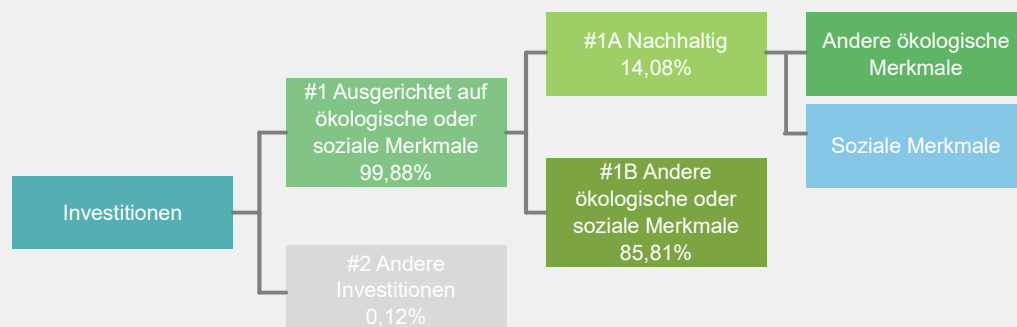 Investitionen
#1 Ausgerichtet auf
ökologische oder
soziale Merkmale
99,88%
#2 Andere
Investitionen
0,12%
#1A Nachhaltig
14,08%
#1B Andere
ökologische oder
soziale Merkmale
85,81%
Andere ökologische
Merkmale
Soziale Merkmale